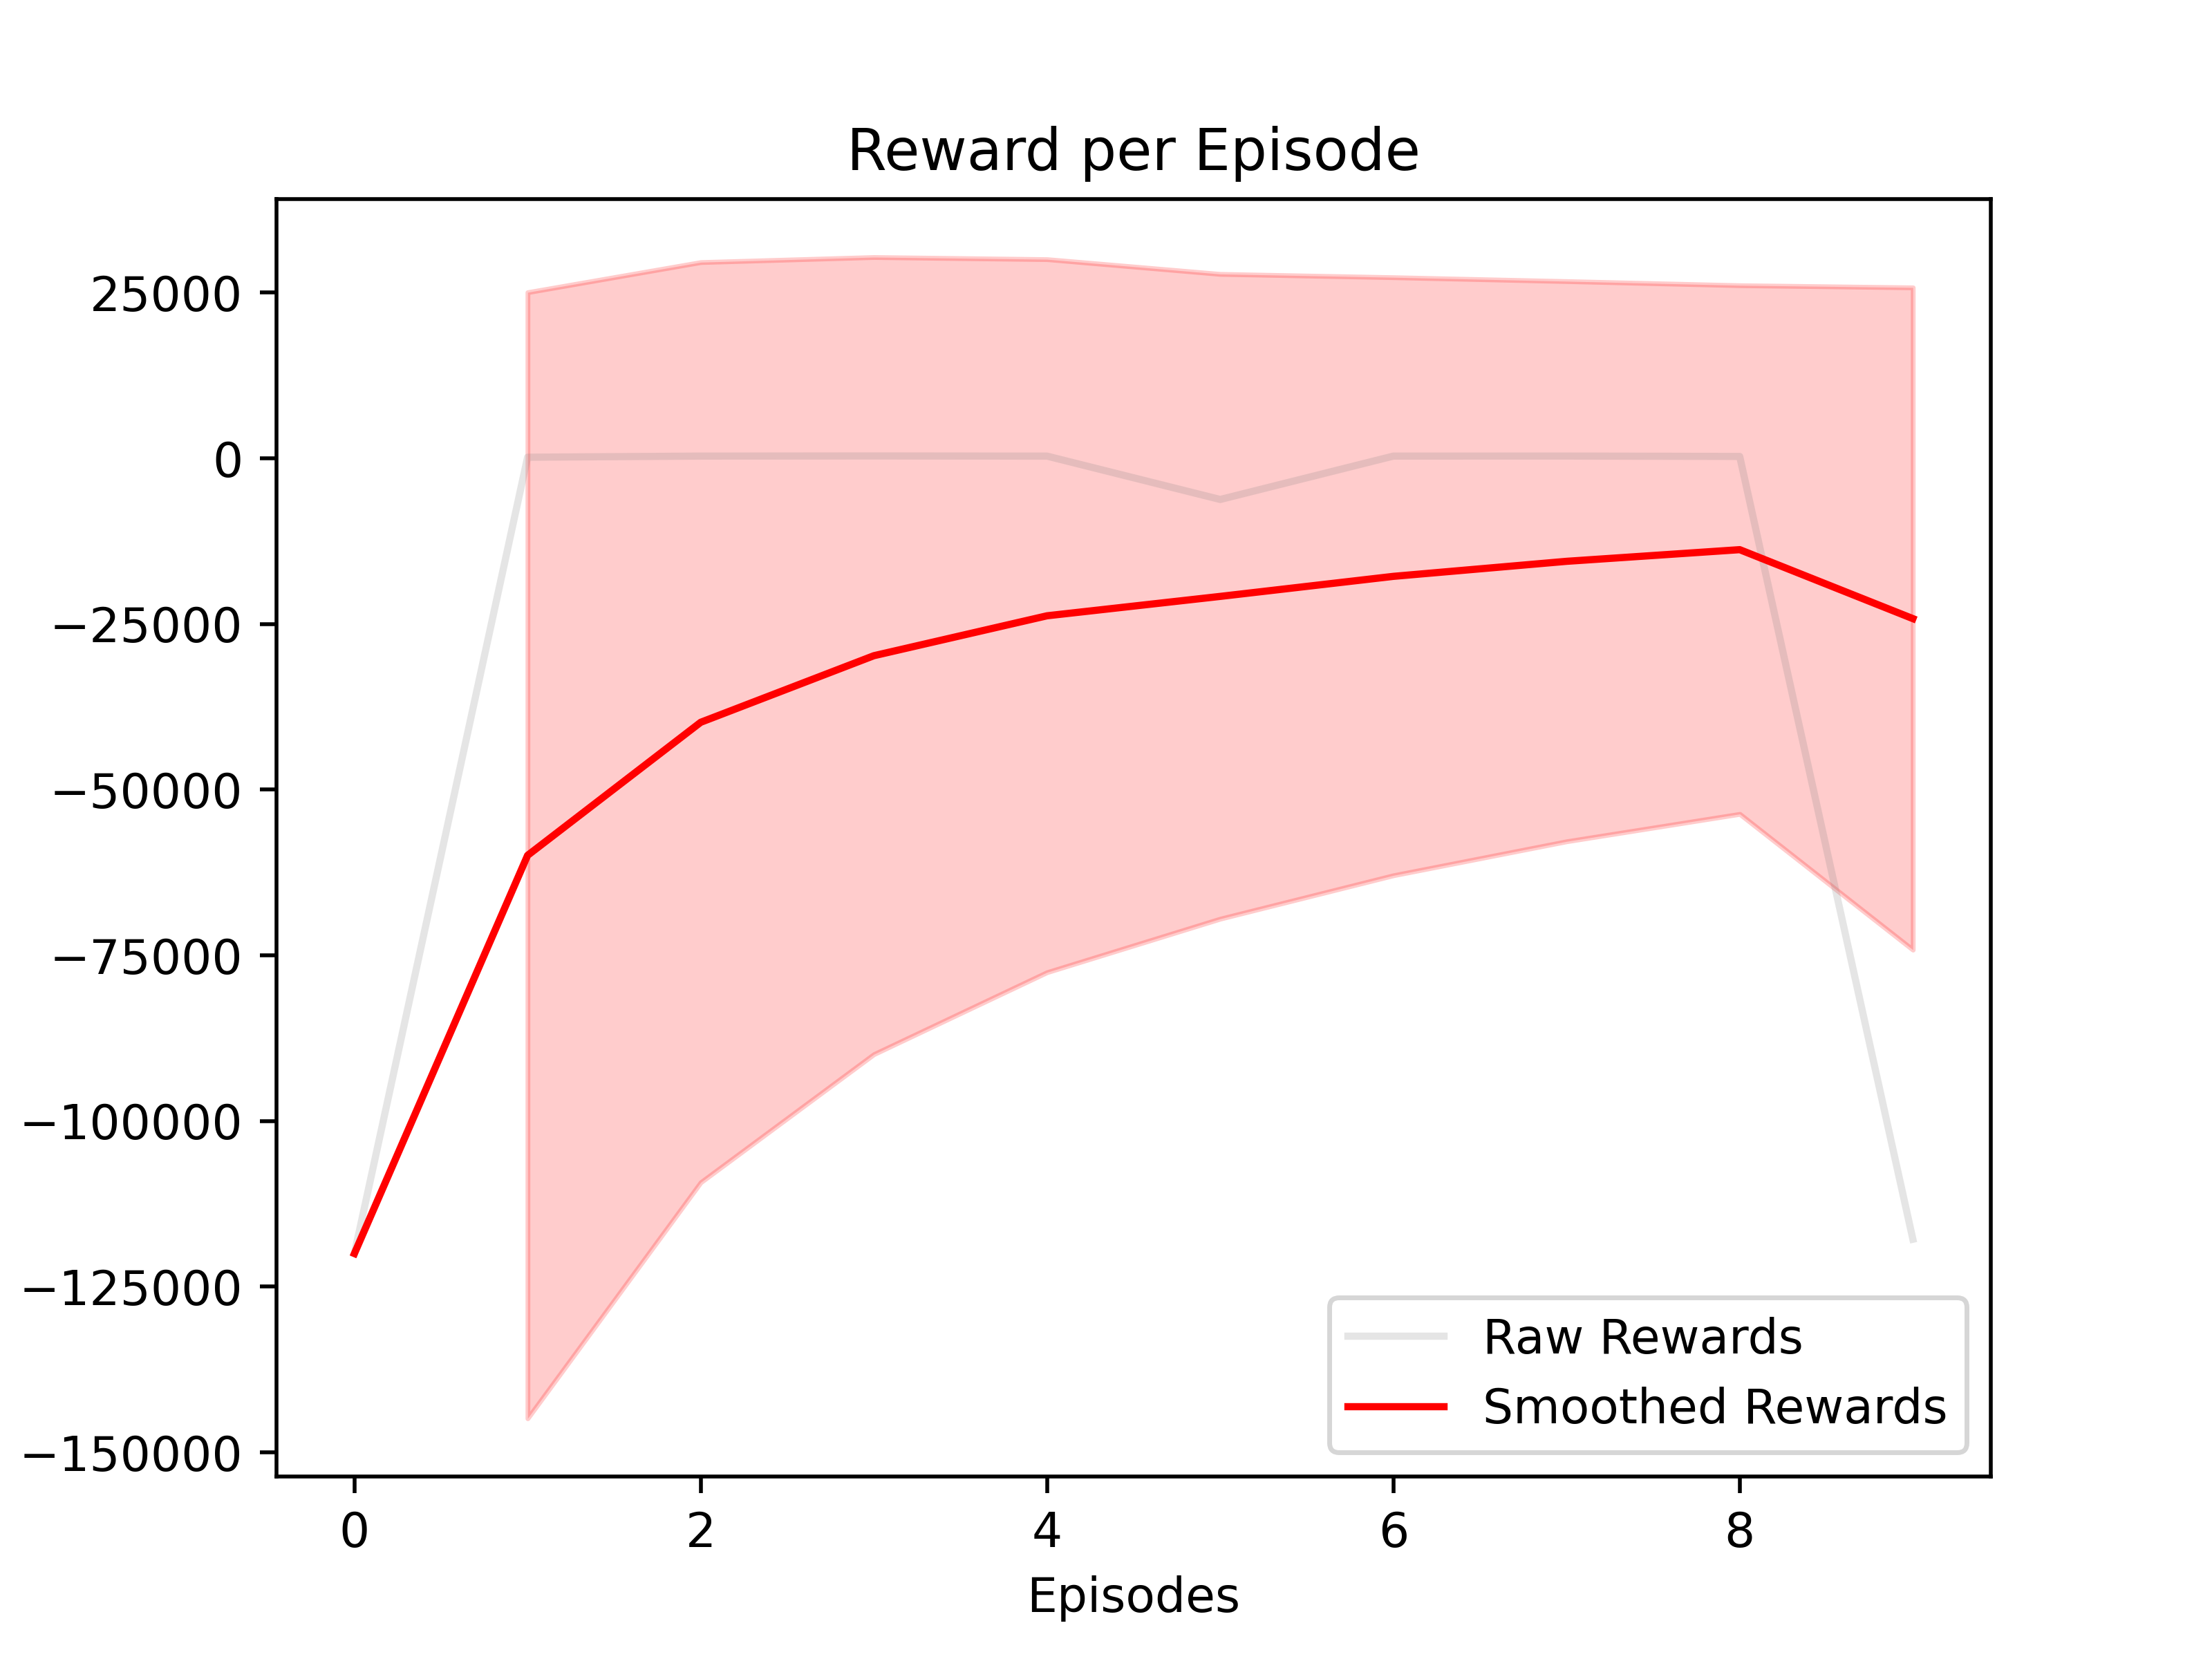 Reward per Episode
25000
0
−25000
−50000
−75000
−100000
−125000
−150000
Raw Rewards
Smoothed Rewards
0 2 4 6 8
Episodes